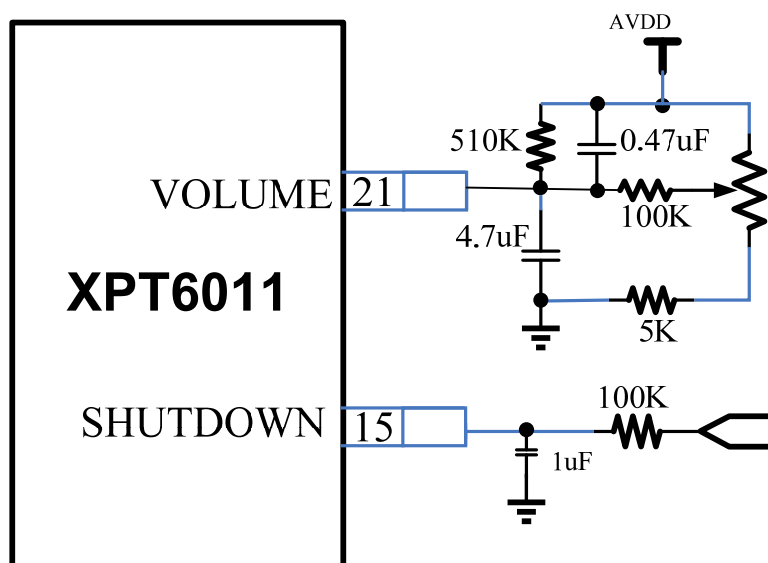 AVDD
510K
0.47uF
VOLUME
21
100K
4.7uF
XPT6011
5K
100K
SHUTDOWN
15
1uF